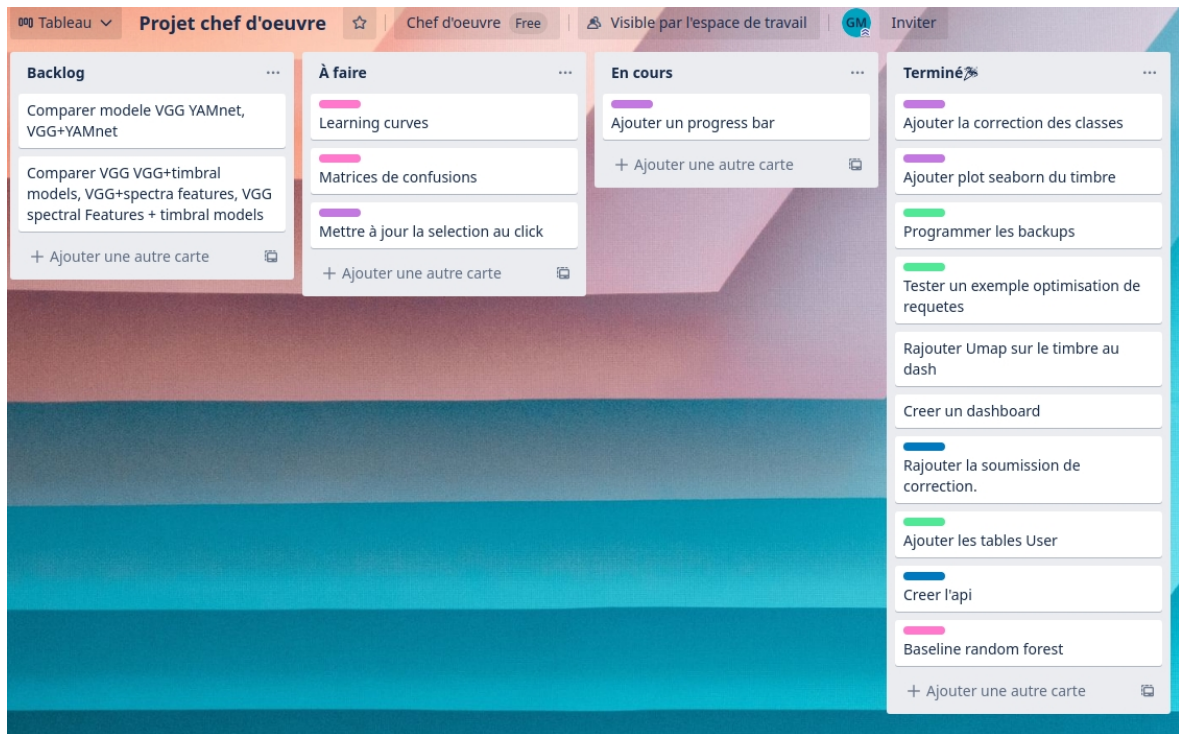 Tableau
Projet chef d'oeuvre
Chef d'oeuvre Free
Visible par l'espace de travail
GM
Inviter
Backlog
Comparer modele VGG YAMnet,
VGG+YAMnet
Comparer VGG VGG+timbral
models, VGG+spectra features, VGG
spectral Features + timbral models
+ Ajouter une autre carte
À faire
Learning curves
Matrices de confusions
Mettre à jour la selection au click
+ Ajouter une autre carte
En cours
Ajouter un progress bar
+ Ajouter une autre carte
Terminé🎉
Ajouter la correction des classes
Ajouter plot seaborn du timbre
Programmer les backups
Tester un exemple optimisation de
requetes
Rajouter Umap sur le timbre au
dash
Creer un dashboard
Rajouter la soumission de
correction.
Ajouter les tables User
Creer l'api
Baseline random forest
+ Ajouter une autre carte